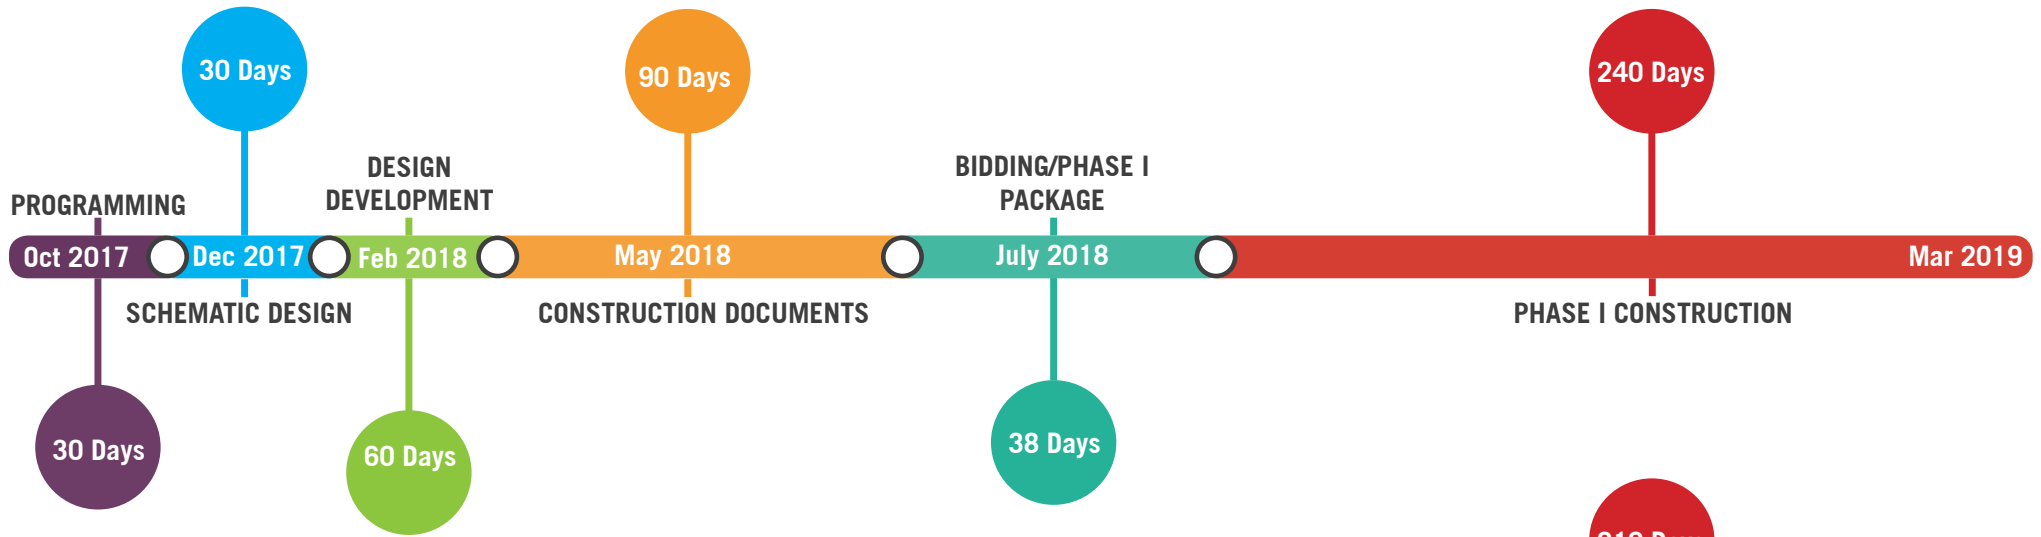 30 Days
90 Days
240 Days
DESIGN
DEVELOPMENT
BIDDING/PHASE I
PACKAGE
PROGRAMMING
Oct 2017
Dec 2017
Feb 2018
May 2018
July 2018
Mar 2019
SCHEMATIC DESIGN
CONSTRUCTION DOCUMENTS
PHASE I CONSTRUCTION
30 Days
60 Days
38 Days